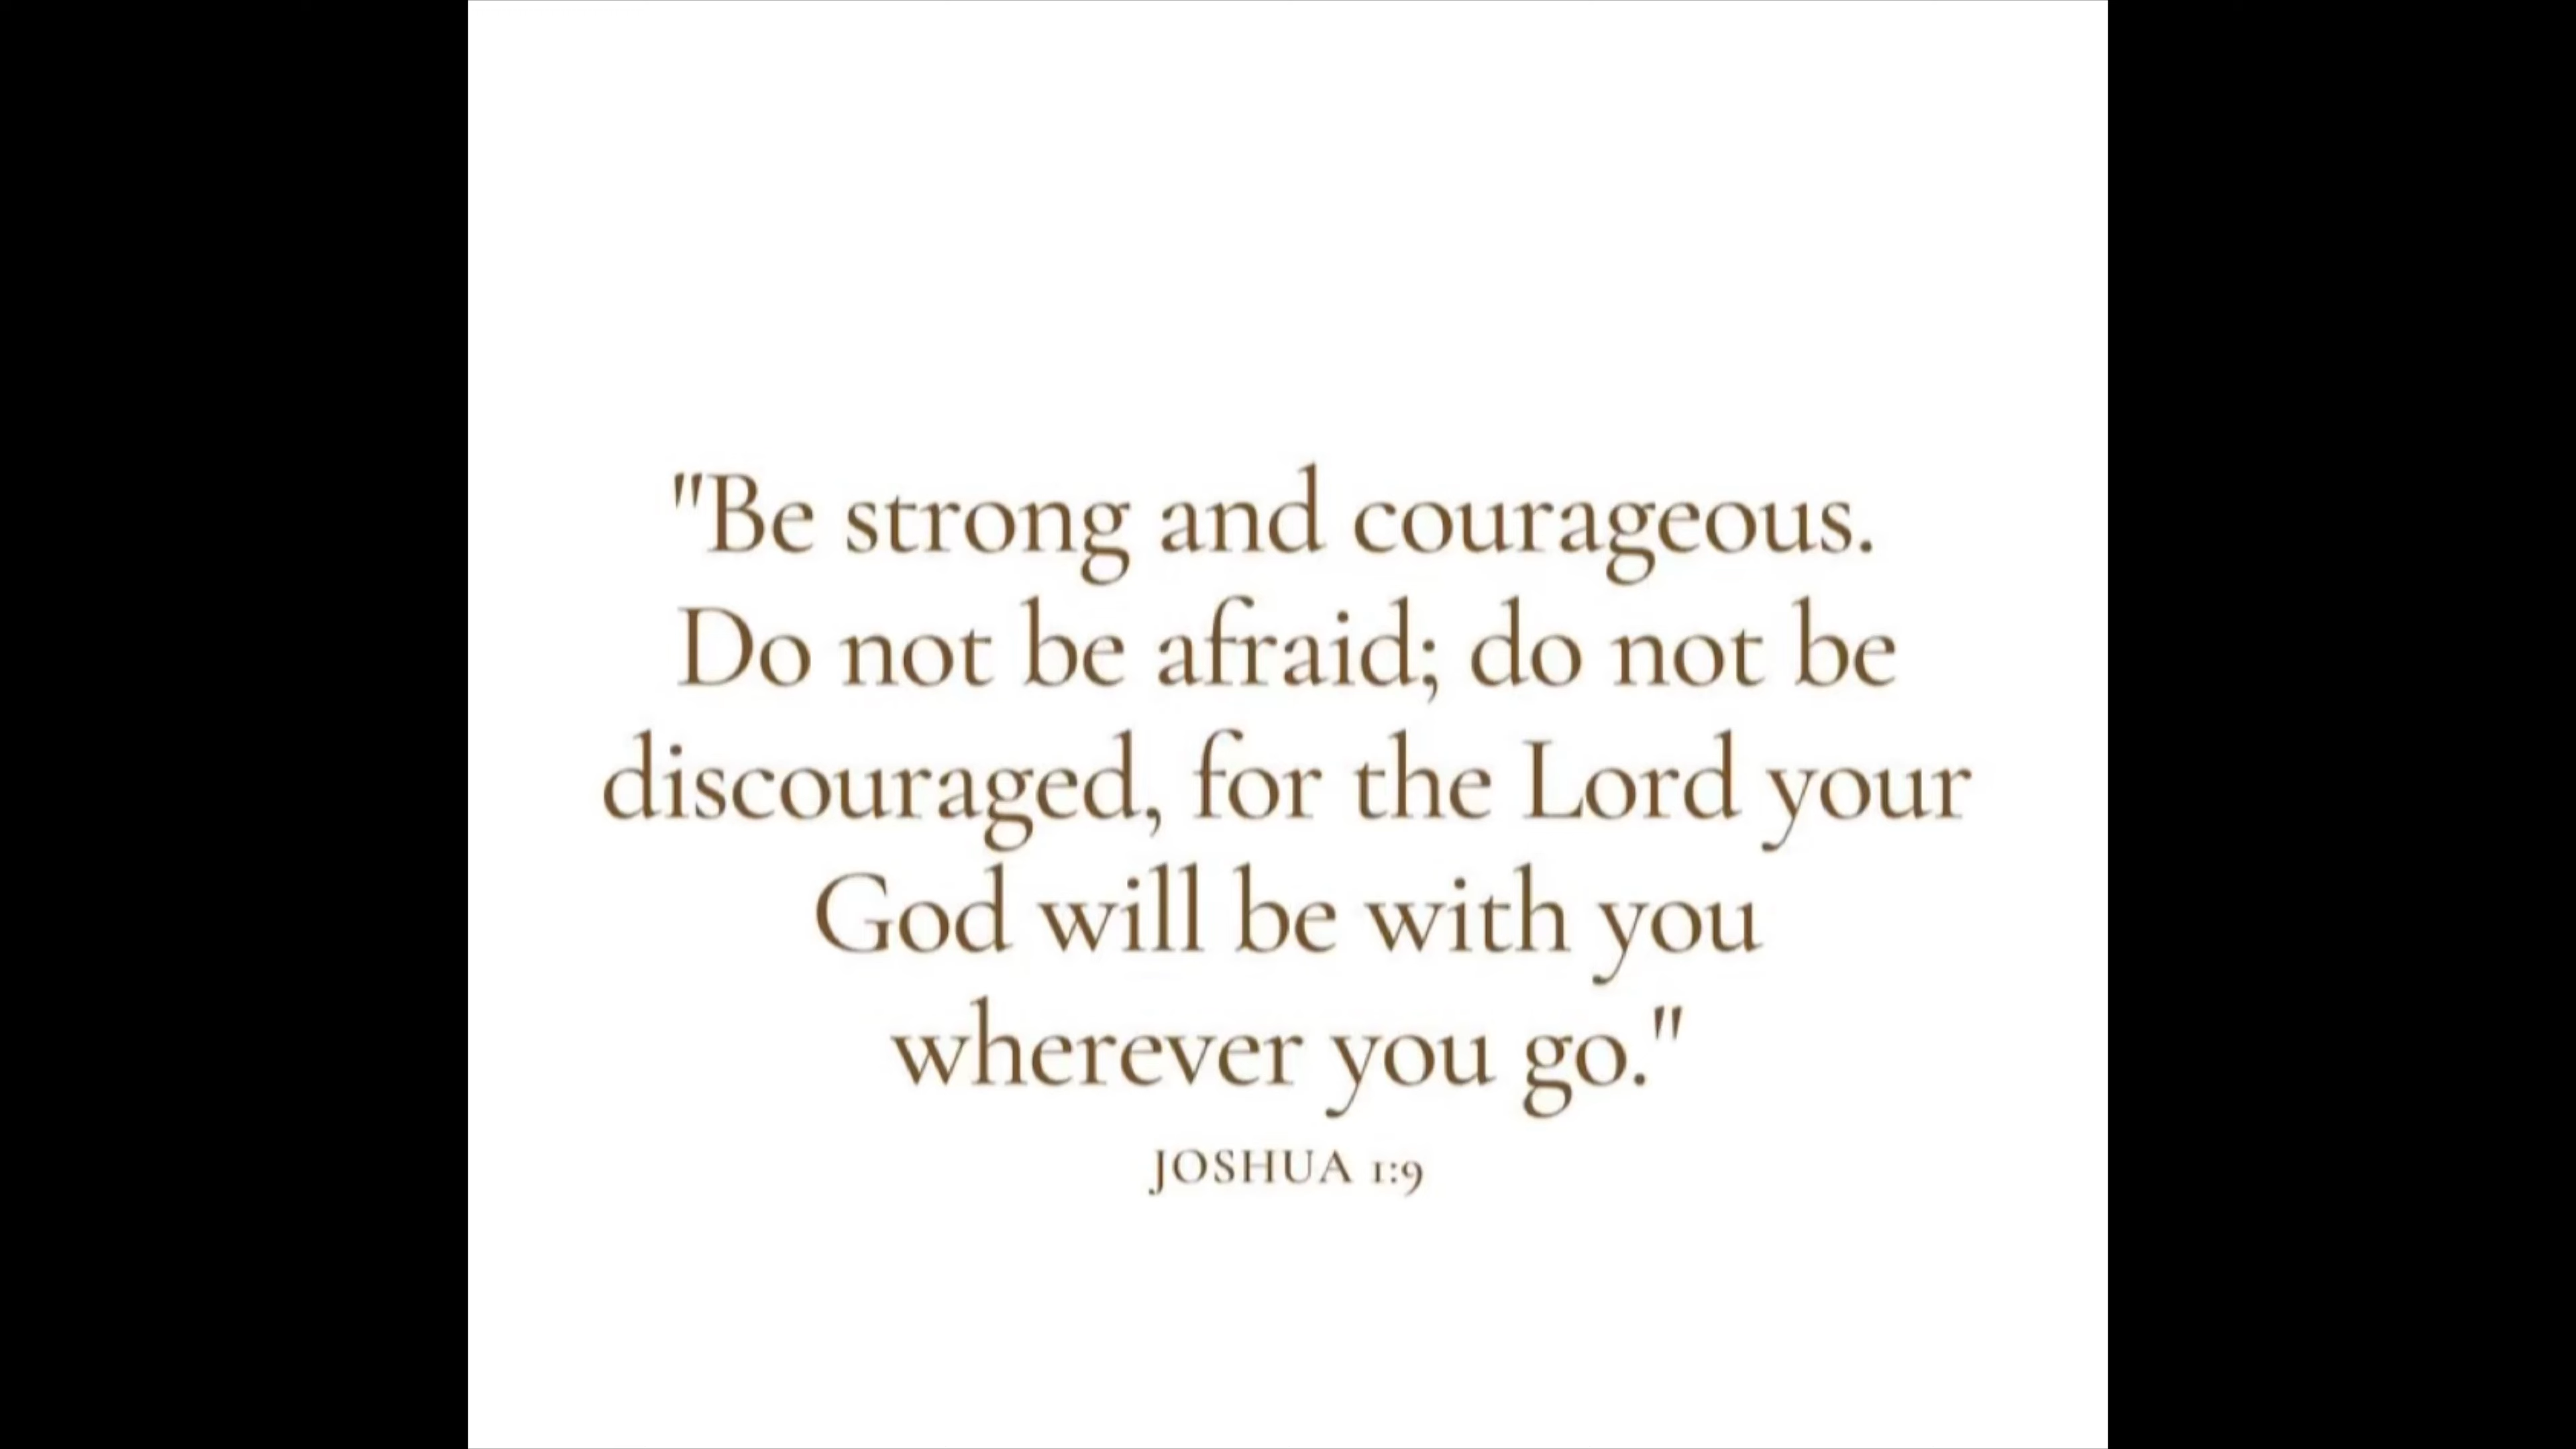 "Be strong and courageous.
Do not be afraid; do not be
discouraged, for the Lord your
God will be with you
wherever you go."
JOSHUA 1:9